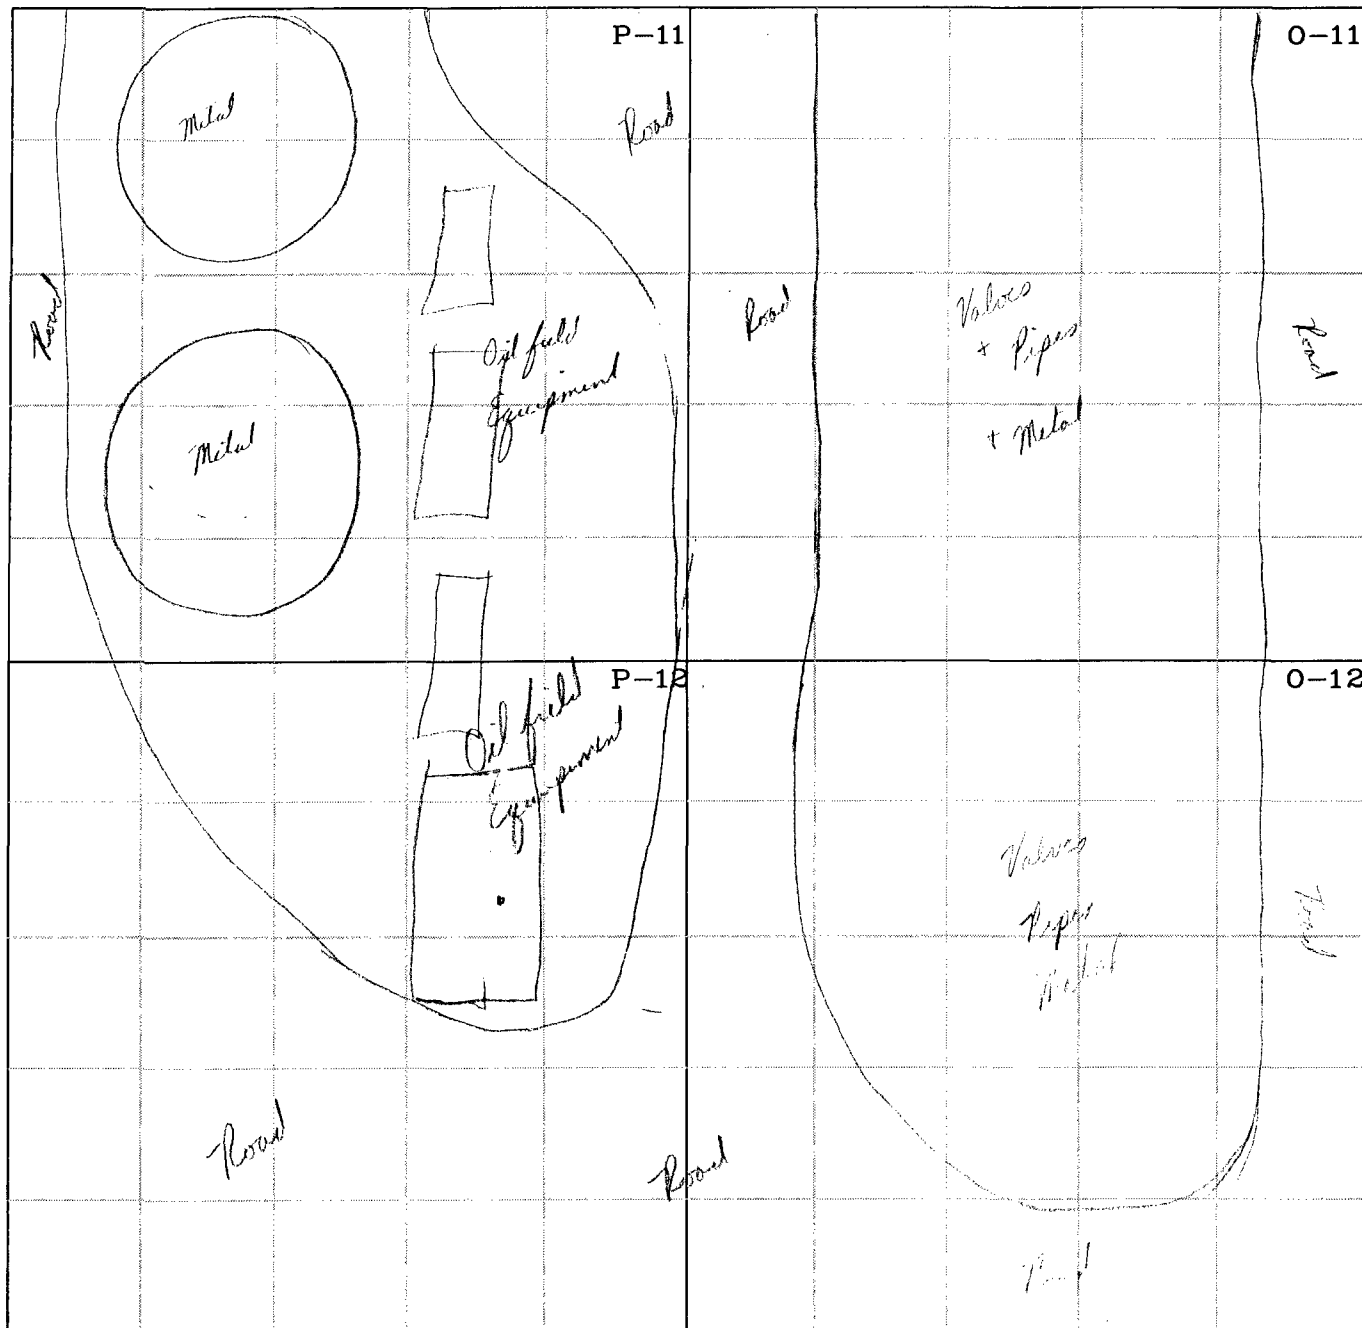 P-11
O-11
Metal
Road
Road
Road
Valves
+ Pipes
Road
Oil field
Equipment
Metal
+ Metal
P-12
O-12
Oil field
Equipment
Valves
Pipes
Metal
Road
Road
Road